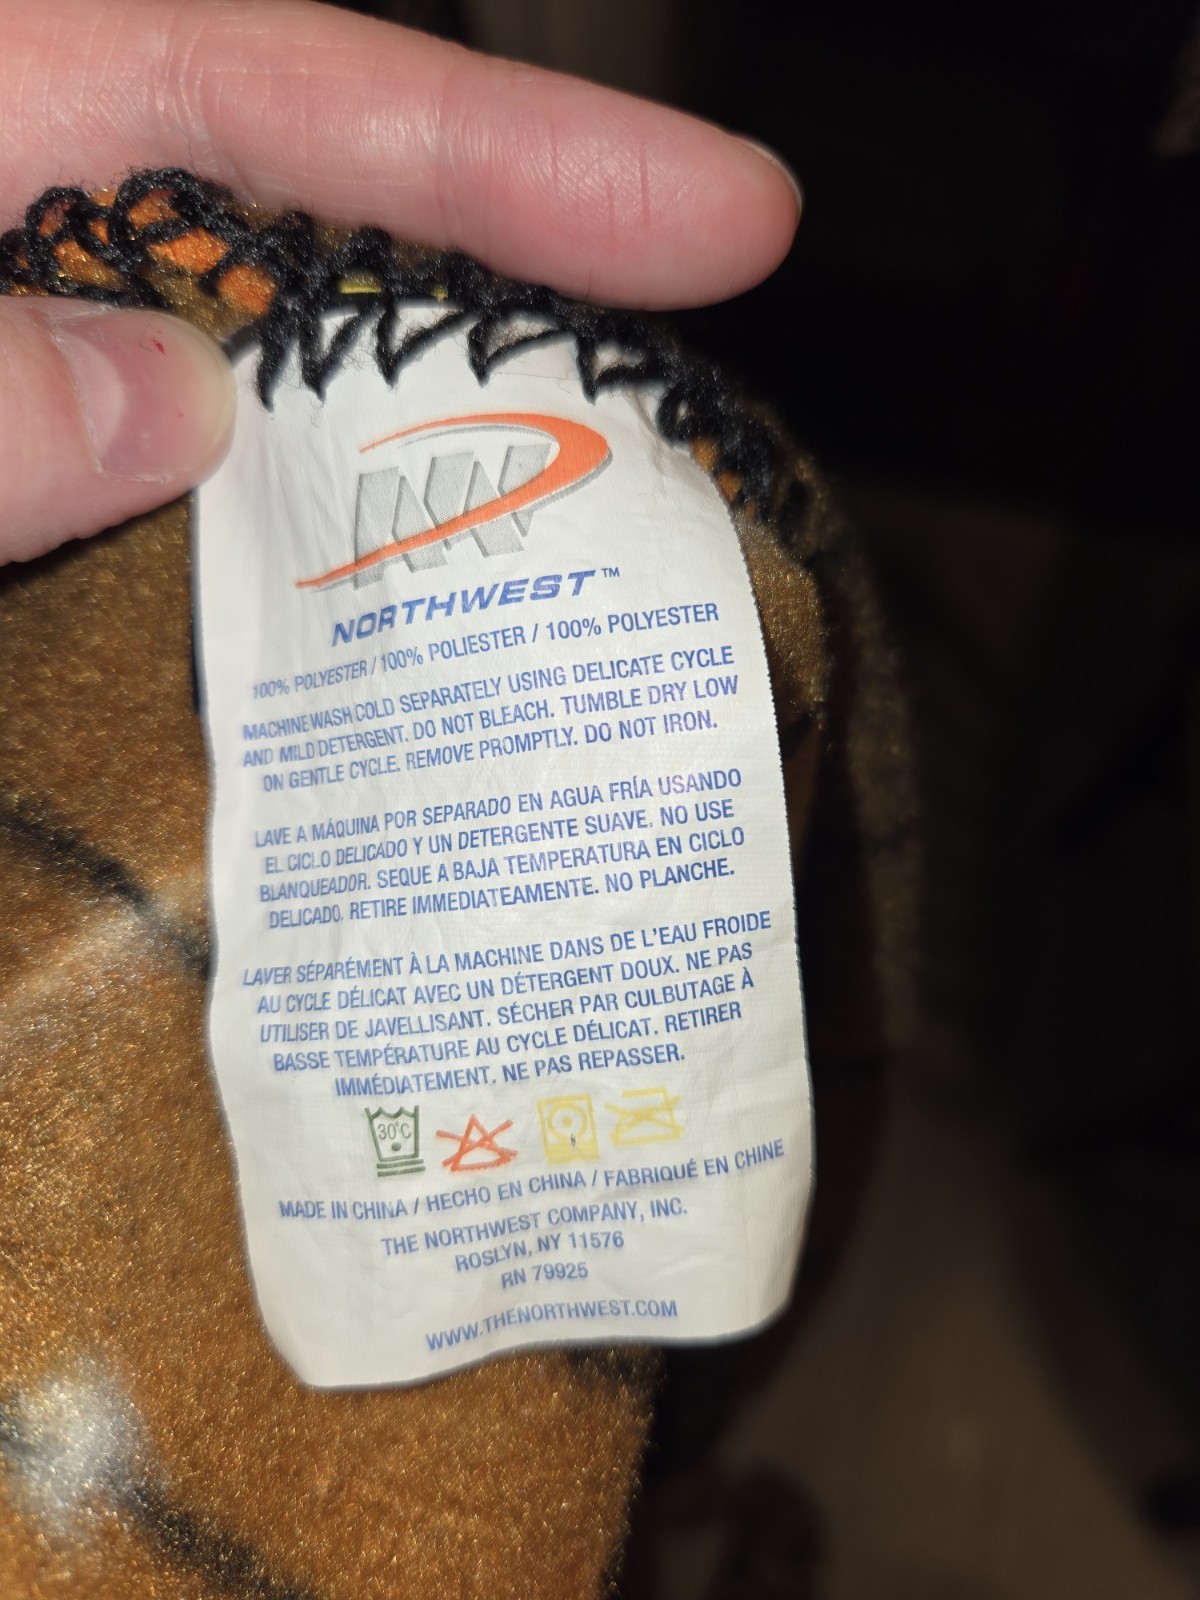 NORTHWEST™
100% POLYESTER / 100% POLIESTER / 100% POLYESTER
MACHINE WASH COLD SEPARATELY USING DELICATE CYCLE
AND MILD DETERGENT. DO NOT BLEACH. TUMBLE DRY LOW
ON GENTLE CYCLE. REMOVE PROMPTLY. DO NOT IRON.
LAVE A MÁQUINA POR SEPARADO EN AGUA FRÍA USANDO
EL CICLO DELICADO Y UN DETERGENTE SUAVE. NO USE
BLANQUEADOR. SEQUE A BAJA TEMPERATURA EN CICLO
DELICADO. RETIRE IMMEDIATEAMENTE. NO PLANCHE.
LAVER SÉPARÉMENT À LA MACHINE DANS DE L'EAU FROIDE
AU CYCLE DÉLICAT AVEC UN DÉTERGENT DOUX. NE PAS
UTILISER DE JAVELLISANT. SÉCHER PAR CULBUTAGE À
BASSE TEMPÉRATURE AU CYCLE DÉLICAT. RETIRER
IMMÉDIATEMENT. NE PAS REPASSER.
30°C
MADE IN CHINA / HECHO EN CHINA / FABRIQUÉ EN CHINE
THE NORTHWEST COMPANY, INC.
ROSLYN, NY 11576
RN 79925
WWW.THENORTHWEST.COM